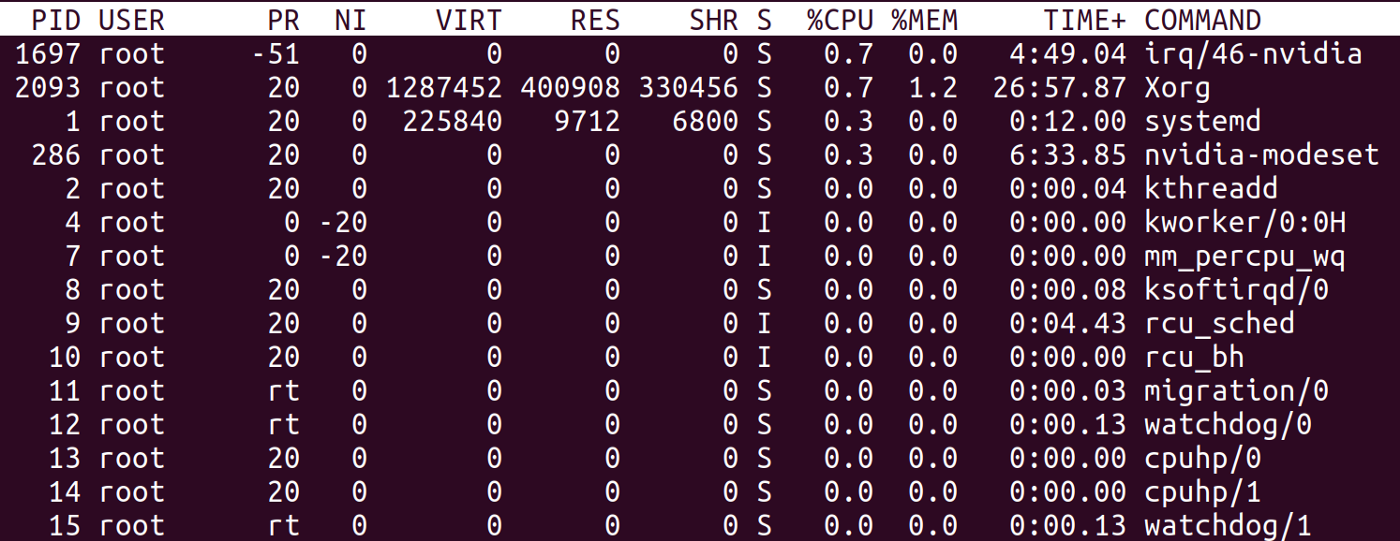 PID USER PR NI VIRT RES SHR S %CPU %MEM TIME+ COMMAND
1697 root -51 0 0 0 0 S 0.7 0.0 4:49.04 irq/46-nvidia
2093 root 20 0 1287452 400908 330456 S 0.7 1.2 26:57.87 Xorg
1 root 20 0 225840 9712 6800 S 0.3 0.0 0:12.00 systemd
286 root 20 0 0 0 0 S 0.3 0.0 6:33.85 nvidia-modeset
2 root 20 0 0 0 0 S 0.0 0.0 0:00.04 kthreadd
4 root 0 -20 0 0 0 I 0.0 0.0 0:00.00 kworker/0:0H
7 root 0 -20 0 0 0 I 0.0 0.0 0:00.00 mm_percpu_wq
8 root 20 0 0 0 0 S 0.0 0.0 0:00.08 ksoftirqd/0
9 root 20 0 0 0 0 I 0.0 0.0 0:04.43 rcu_sched
10 root 20 0 0 0 0 I 0.0 0.0 0:00.00 rcu_bh
11 root rt 0 0 0 0 S 0.0 0.0 0:00.03 migration/0
12 root rt 0 0 0 0 S 0.0 0.0 0:00.13 watchdog/0
13 root 20 0 0 0 0 S 0.0 0.0 0:00.00 cpuhp/0
14 root 20 0 0 0 0 S 0.0 0.0 0:00.00 cpuhp/1
15 root rt 0 0 0 0 S 0.0 0.0 0:00.13 watchdog/1